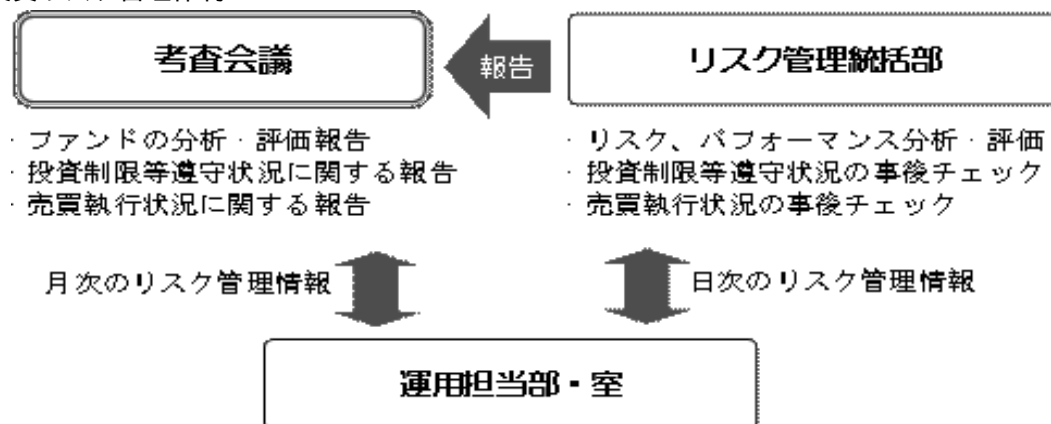 考査会議
報告
リスク管理統括部
· ファンドの分析・評価報告
· 投資制限等遵守状況に関する報告
· 売買執行状況に関する報告
· リスク、パフォーマンス分析・評価
· 投資制限等遵守状況の事後チェック
· 売買執行状況の事後チェック
月次のリスク管理情報
日次のリスク管理情報
運用担当部・室